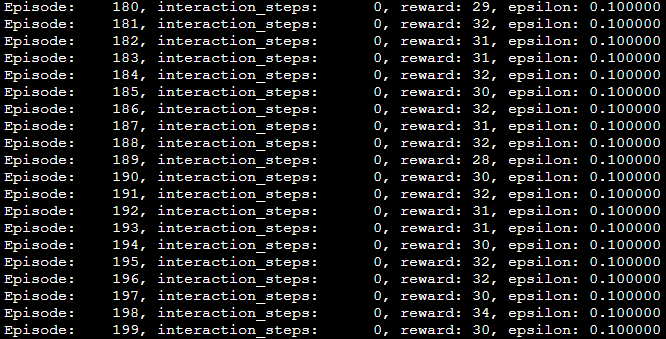 Episode:    180, interaction_steps:      0, reward: 29, epsilon: 0.100000
Episode:    181, interaction_steps:      0, reward: 32, epsilon: 0.100000
Episode:    182, interaction_steps:      0, reward: 31, epsilon: 0.100000
Episode:    183, interaction_steps:      0, reward: 31, epsilon: 0.100000
Episode:    184, interaction_steps:      0, reward: 32, epsilon: 0.100000
Episode:    185, interaction_steps:      0, reward: 30, epsilon: 0.100000
Episode:    186, interaction_steps:      0, reward: 32, epsilon: 0.100000
Episode:    187, interaction_steps:      0, reward: 31, epsilon: 0.100000
Episode:    188, interaction_steps:      0, reward: 32, epsilon: 0.100000
Episode:    189, interaction_steps:      0, reward: 28, epsilon: 0.100000
Episode:    190, interaction_steps:      0, reward: 30, epsilon: 0.100000
Episode:    191, interaction_steps:      0, reward: 32, epsilon: 0.100000
Episode:    192, interaction_steps:      0, reward: 31, epsilon: 0.100000
Episode:    193, interaction_steps:      0, reward: 31, epsilon: 0.100000
Episode:    194, interaction_steps:      0, reward: 30, epsilon: 0.100000
Episode:    195, interaction_steps:      0, reward: 32, epsilon: 0.100000
Episode:    196, interaction_steps:      0, reward: 32, epsilon: 0.100000
Episode:    197, interaction_steps:      0, reward: 30, epsilon: 0.100000
Episode:    198, interaction_steps:      0, reward: 34, epsilon: 0.100000
Episode:    199, interaction_steps:      0, reward: 30, epsilon: 0.100000